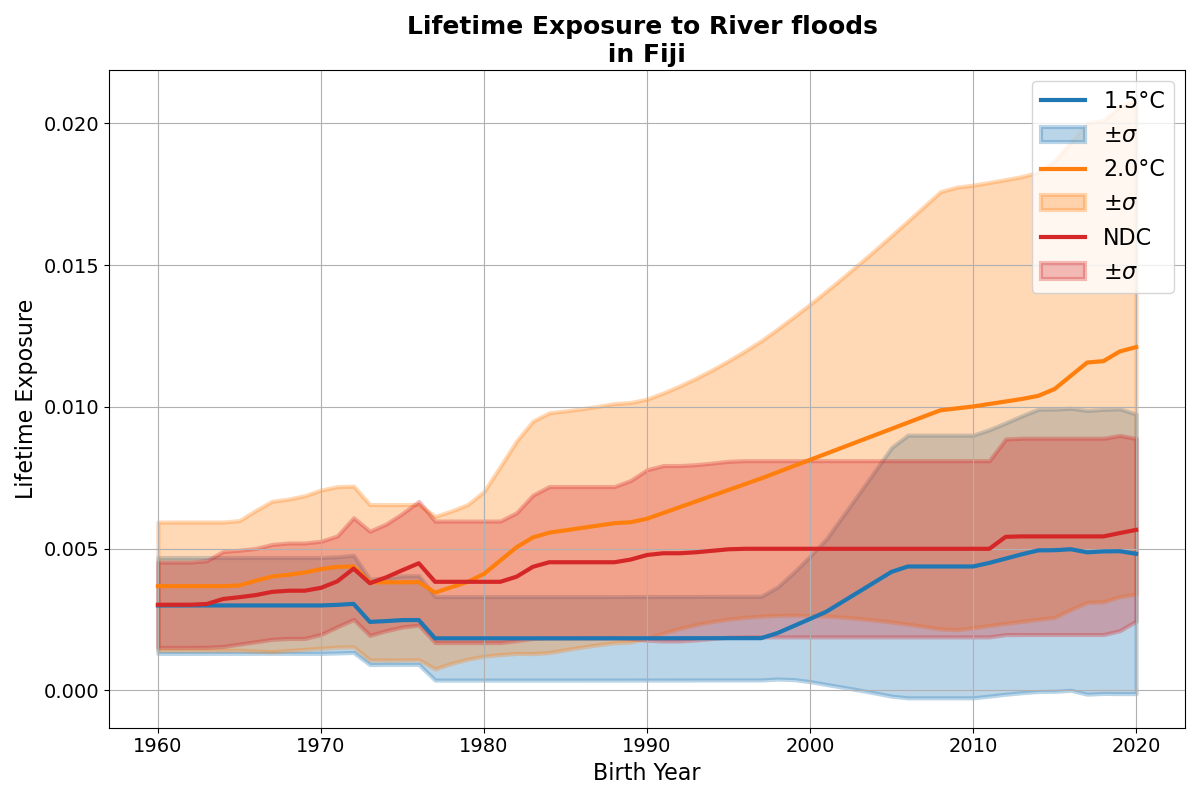 Lifetime Exposure to River floods
in Fiji
Lifetime Exposure
0.020
0.015
0.010
0.005
0.000
1960 1970 1980 1990 2000 2010 2020
Birth Year
1.5°C
±σ
2.0°C
±σ
NDC
±σ